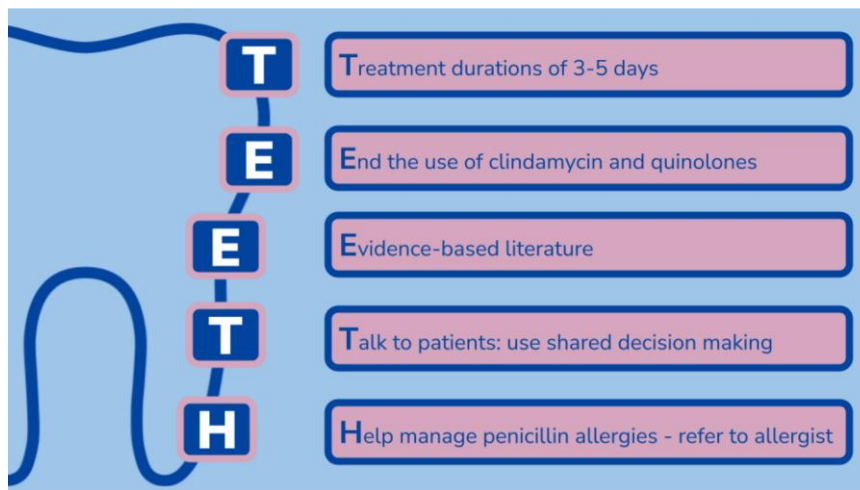 T Treatment durations of 3-5 days
E End the use of clindamycin and quinolones
E Evidence-based literature
T Talk to patients: use shared decision making
H Help manage penicillin allergies - refer to allergist